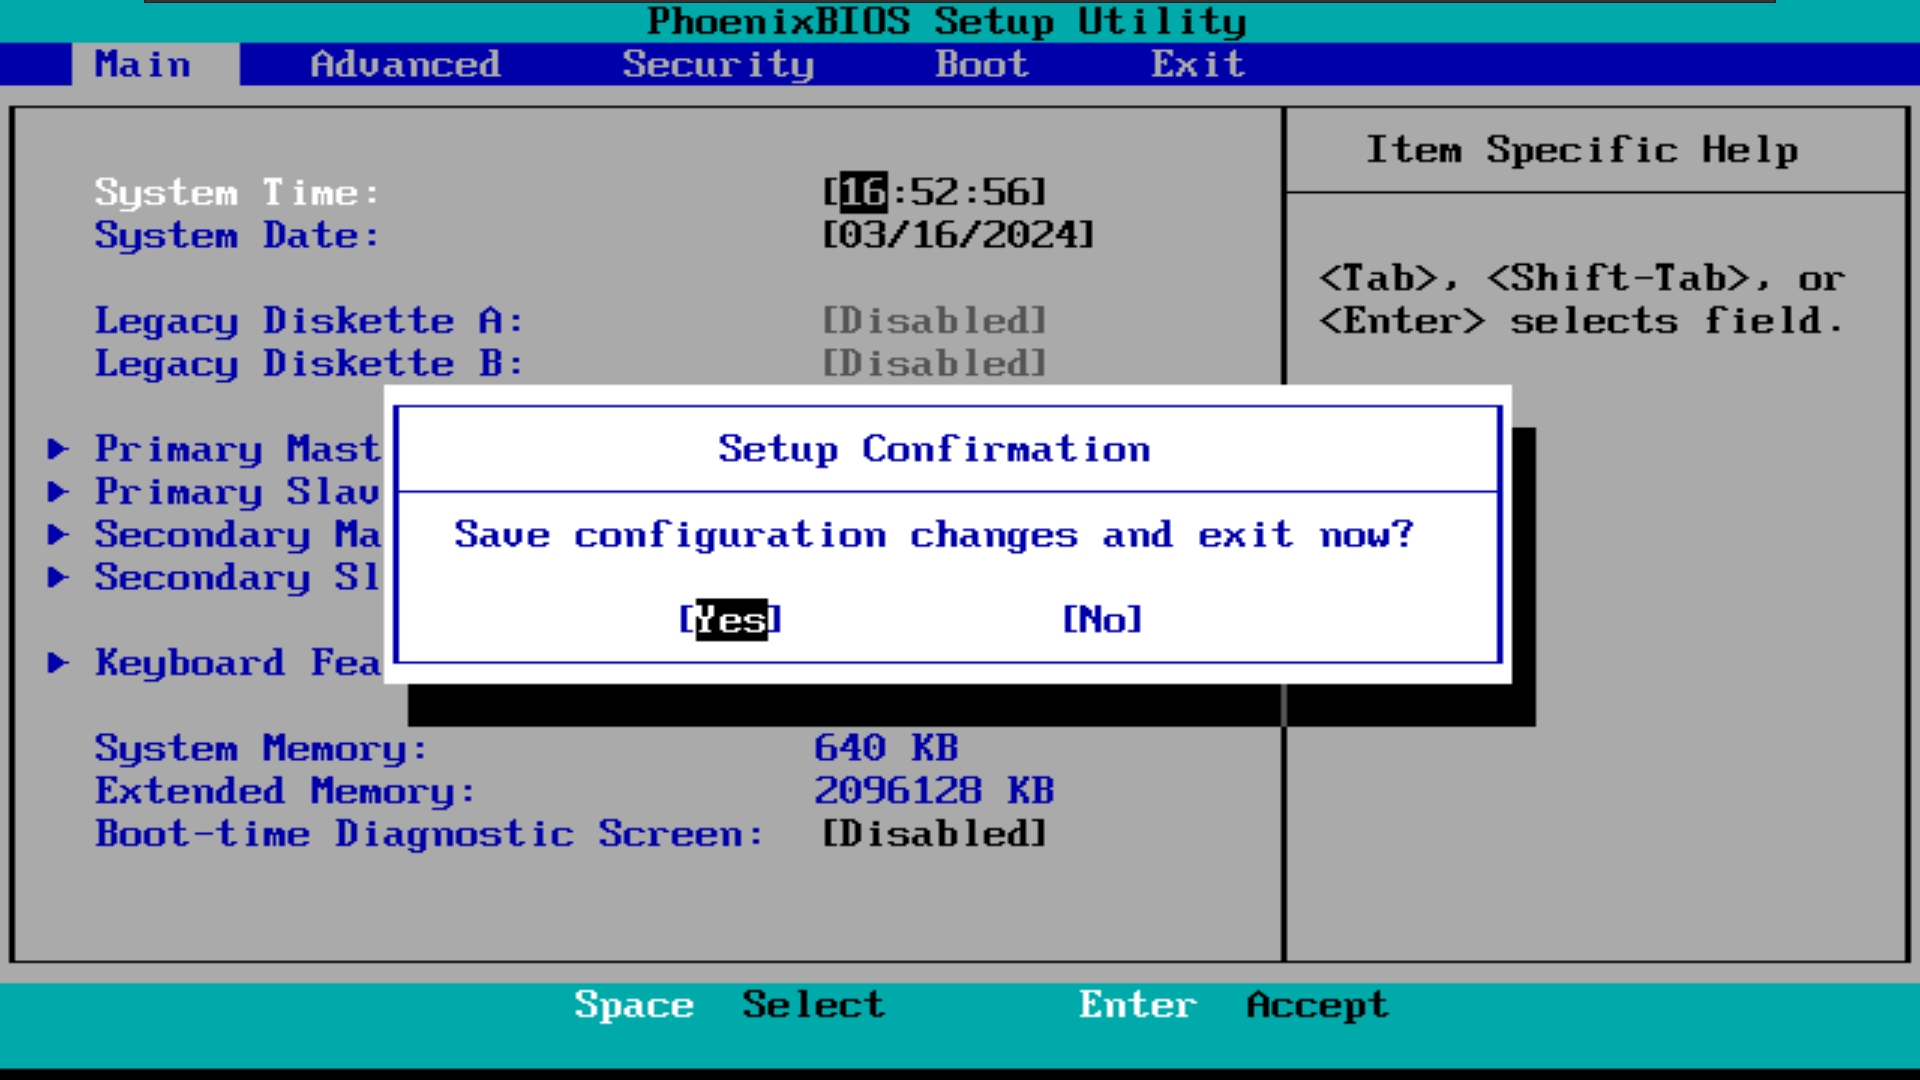 PhoenixBIOS Setup Utility
Main Advanced Security Boot Exit
Item Specific Help
System Time: [16:52:56]
System Date: [03/16/2024]
<Tab>, <Shift-Tab>, or
<Enter> selects field.
Legacy Diskette A: [Disabled]
Legacy Diskette B: [Disabled]
Primary Mast
Primary Slav
Secondary Ma
Secondary Sl
Keyboard Fea
Setup Confirmation
Save configuration changes and exit now?
[Yes] [No]
System Memory: 640 KB
Extended Memory: 2096128 KB
Boot-time Diagnostic Screen: [Disabled]
Space Select Enter Accept